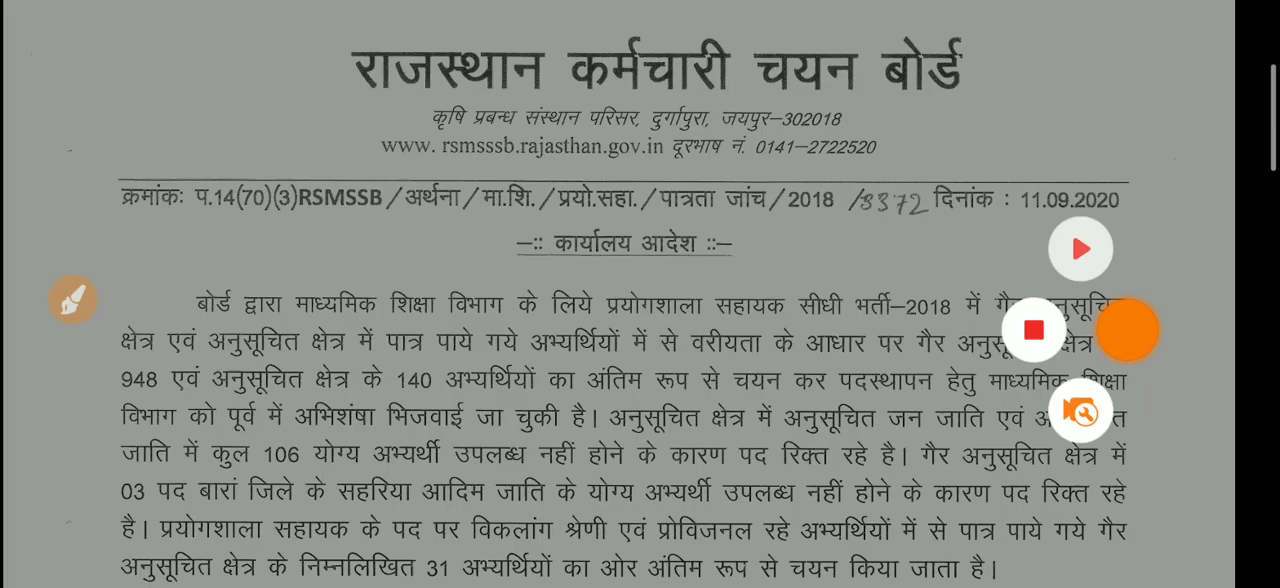 राजस्थान कर्मचारी चयन बोर्ड
कृषि प्रबन्ध संस्थान परिसर, दुर्गापुरा, जयपुर–302018
www. rsmsssb.rajasthan.gov.in दूरभाष नं. 0141–2722520
क्रमांकः प.14(70)(3)RSMSSB/अर्थना/मा.शि./प्रयो.सहा./पात्रता जांच/2018 /3372 दिनांक : 11.09.2020
–:: कार्यालय आदेश ::–
बोर्ड द्वारा माध्यमिक शिक्षा विभाग के लिये प्रयोगशाला सहायक सीधी भर्ती–2018 में
क्षेत्र एवं अनुसूचित क्षेत्र में पात्र पाये गये अभ्यर्थियों में से वरीयता के आधार पर गैर क्षेत्र
948 एवं अनुसूचित क्षेत्र के 140 अभ्यर्थियों का अंतिम रूप से चयन कर पदस्थापन हेतु माध्यमिक शिक्षा
विभाग को पूर्व में अभिशंषा भिजवाई जा चुकी है। अनुसूचित क्षेत्र में अनुसूचित जन जाति एवं
जाति में कुल 106 योग्य अभ्यर्थी उपलब्ध नहीं होने के कारण पद रिक्त रहे है। गैर अनुसूचित क्षेत्र में
03 पद बारां जिले के सहरिया आदिम जाति के योग्य अभ्यर्थी उपलब्ध नहीं होने के कारण पद रिक्त रहे
है। प्रयोगशाला सहायक के पद पर विकलांग श्रेणी एवं प्रोविजनल रहे अभ्यर्थियों में से पात्र पाये गये गैर
अनुसूचित क्षेत्र के निम्नलिखित 31 अभ्यर्थियों का ओर अंतिम रूप से चयन किया जाता है।